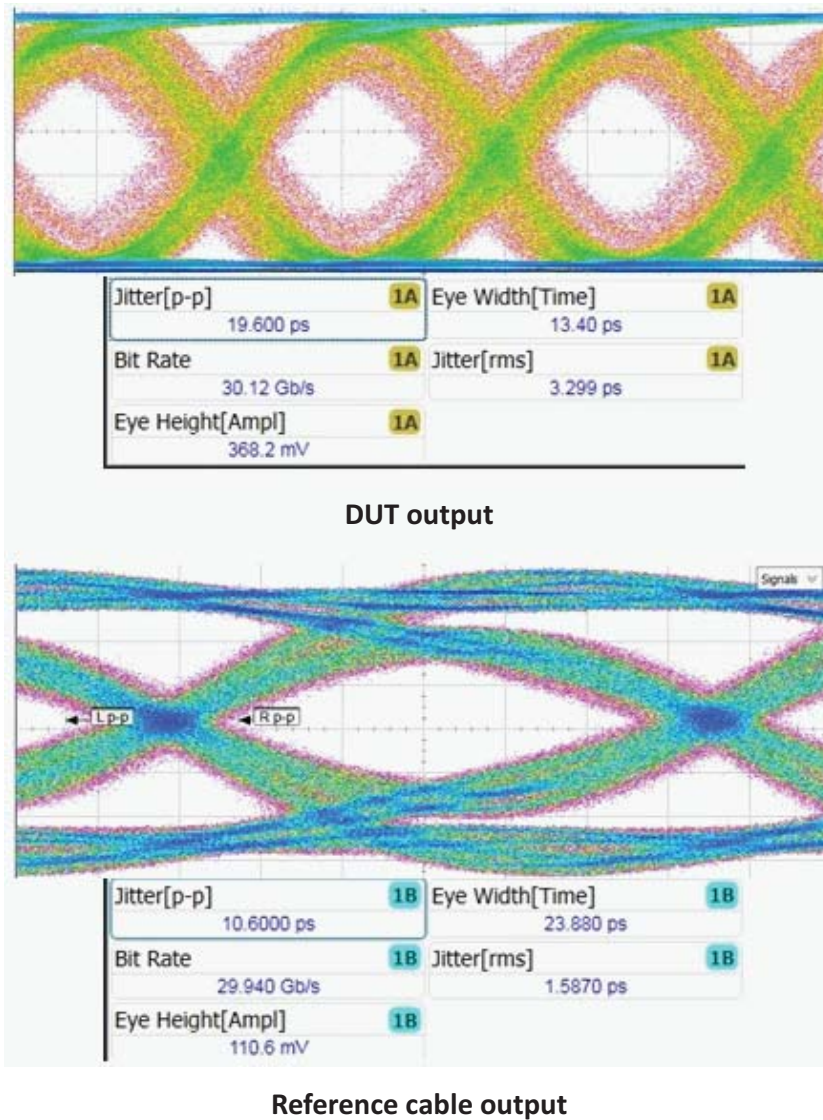 Jitter[p-p] 1A Eye Width[Time] 1A
19.600 ps 13.40 ps
Bit Rate 1A Jitter[rms] 1A
30.12 Gb/s 3.299 ps
Eye Height[Ampl] 1A
368.2 mV
DUT output
Signals
L p-p R p-p
Jitter[p-p] 1B Eye Width[Time] 1B
10.6000 ps 23.880 ps
Bit Rate 1B Jitter[rms] 1B
29.940 Gb/s 1.5870 ps
Eye Height[Ampl] 1B
110.6 mV
Reference cable output